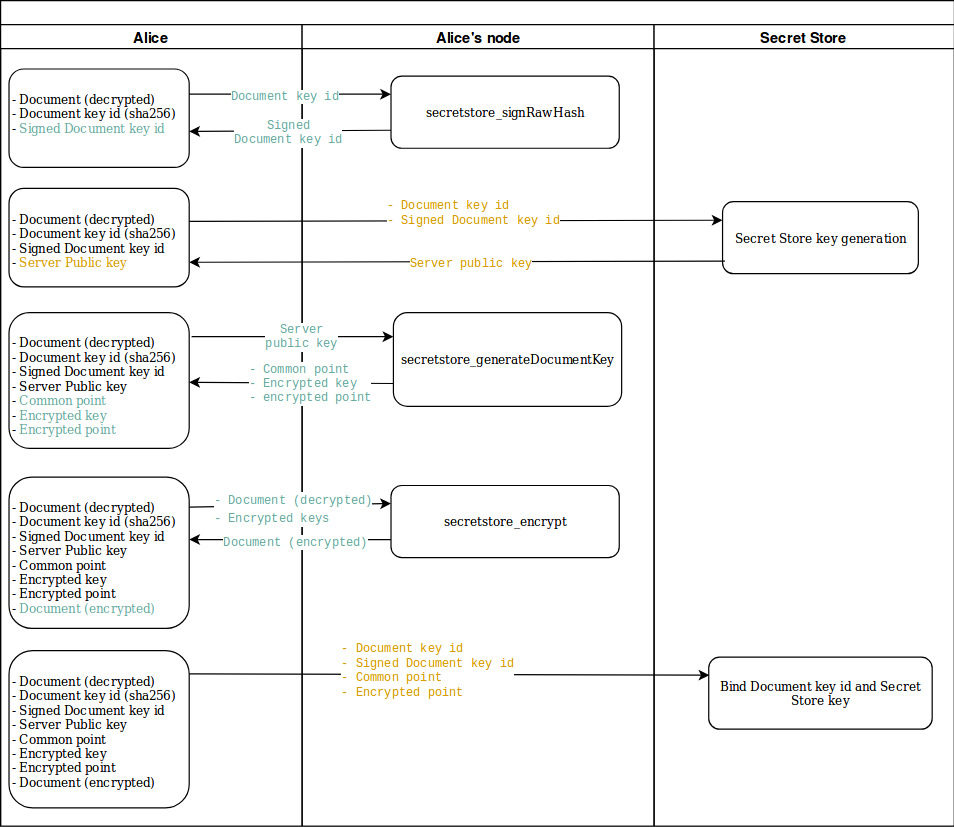 Alice
Alice's node
Secret Store
- Document (decrypted)
- Document key id (sha256)
- Signed Document key id
Document key id
Signed
Document key id
secretstore_signRawHash
- Document (decrypted)
- Document key id (sha256)
- Signed Document key id
- Server Public key
- Document key id
- Signed Document key id
Server public key
Secret Store key generation
- Document (decrypted)
- Document key id (sha256)
- Signed Document key id
- Server Public key
- Common point
- Encrypted key
- Encrypted point
Server
public key
- Common point
- Encrypted key
- encrypted point
secretstore_generateDocumentKey
- Document (decrypted)
- Document key id (sha256)
- Signed Document key id
- Server Public key
- Common point
- Encrypted key
- Encrypted point
- Document (encrypted)
- Document (decrypted)
- Encrypted keys
Document (encrypted)
secretstore_encrypt
- Document (decrypted)
- Document key id (sha256)
- Signed Document key id
- Server Public key
- Common point
- Encrypted key
- Encrypted point
- Document (encrypted)
- Document key id
- Signed Document key id
- Common point
- Encrypted point
Bind Document key id and Secret
Store key